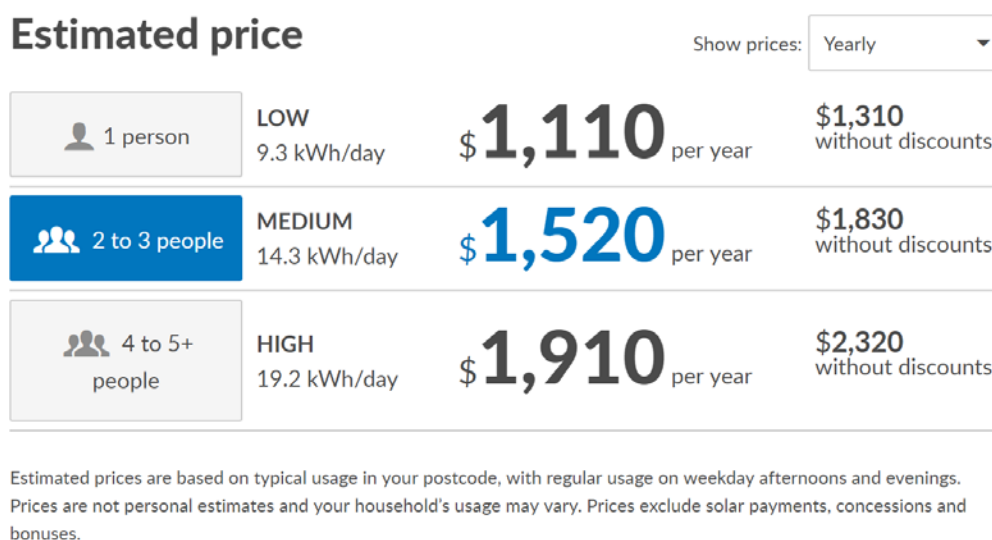 Estimated price
Show prices: Yearly
1 person
LOW
9.3 kWh/day
$1,110 per year
$1,310
without discounts
2 to 3 people
MEDIUM
14.3 kWh/day
$1,520 per year
$1,830
without discounts
4 to 5+
people
HIGH
19.2 kWh/day
$1,910 per year
$2,320
without discounts
Estimated prices are based on typical usage in your postcode, with regular usage on weekday afternoons and evenings.
Prices are not personal estimates and your household's usage may vary. Prices exclude solar payments, concessions and
bonuses.